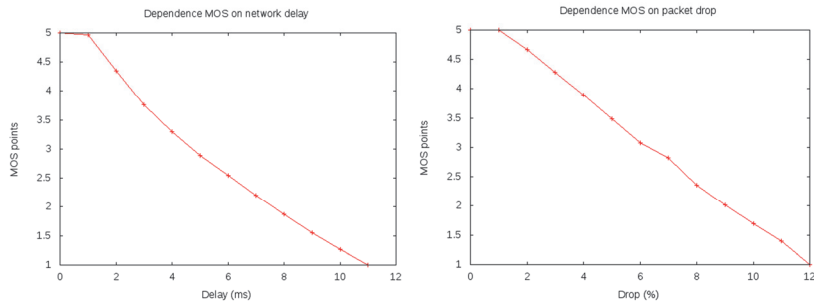 Dependence MOS on network delay
5
4.5
4
3.5
3
2.5
2
1.5
1
MOS points
0 2 4 6 8 10 12
Delay (ms)
Dependence MOS on packet drop
5
4.5
4
3.5
3
2.5
2
1.5
1
MOS points
0 2 4 6 8 10 12
Drop (%)